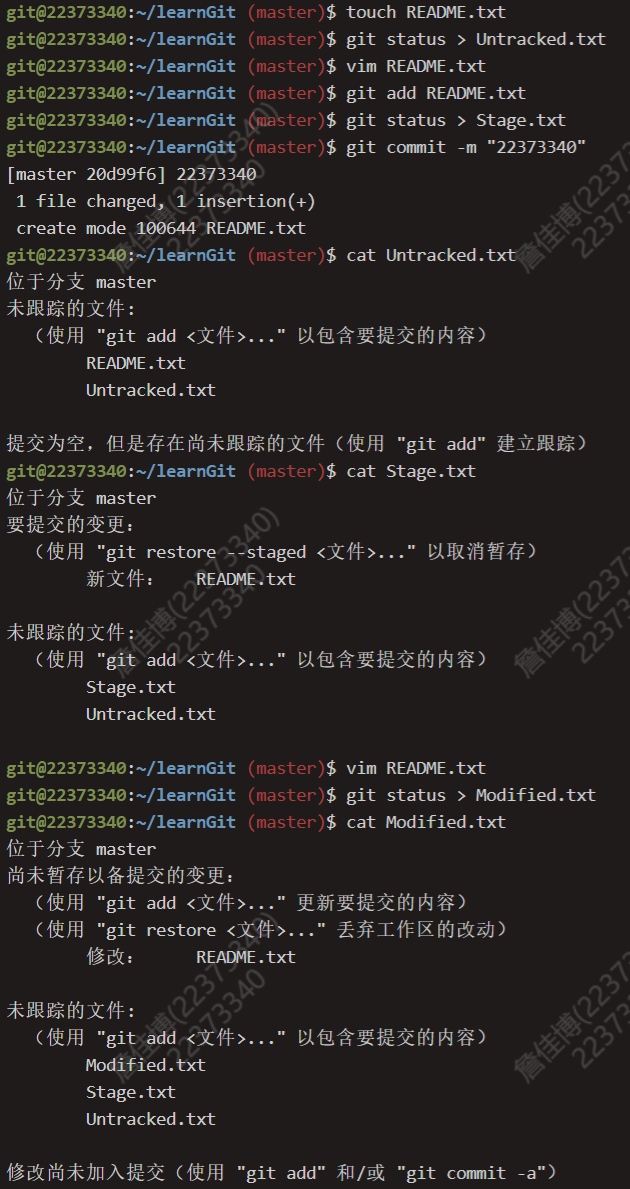 git@22373340:~/learnGit (master)$ touch README.txt
git@22373340:~/learnGit (master)$ git status > Untracked.txt
git@22373340:~/learnGit (master)$ vim README.txt
git@22373340:~/learnGit (master)$ git add README.txt
git@22373340:~/learnGit (master)$ git status > Stage.txt
git@22373340:~/learnGit (master)$ git commit -m "22373340"
[master 20d99f6] 22373340
 1 file changed, 1 insertion(+)
 create mode 100644 README.txt
git@22373340:~/learnGit (master)$ cat Untracked.txt
位于分支 master
未跟踪的文件:
  （使用 "git add <文件>..." 以包含要提交的内容）
        README.txt
        Untracked.txt

提交为空，但是存在尚未跟踪的文件（使用 "git add" 建立跟踪）
git@22373340:~/learnGit (master)$ cat Stage.txt
位于分支 master
要提交的变更：
  （使用 "git restore --staged <文件>..." 以取消暂存）
        新文件：   README.txt

未跟踪的文件:
  （使用 "git add <文件>..." 以包含要提交的内容）
        Stage.txt
        Untracked.txt

git@22373340:~/learnGit (master)$ vim README.txt
git@22373340:~/learnGit (master)$ git status > Modified.txt
git@22373340:~/learnGit (master)$ cat Modified.txt
位于分支 master
尚未暂存以备提交的变更：
  （使用 "git add <文件>..." 更新要提交的内容）
  （使用 "git restore <文件>..." 丢弃工作区的改动）
        修改：     README.txt

未跟踪的文件:
  （使用 "git add <文件>..." 以包含要提交的内容）
        Modified.txt
        Stage.txt
        Untracked.txt

修改尚未加入提交（使用 "git add" 和/或 "git commit -a"）
詹佳博(22373340)
22373340